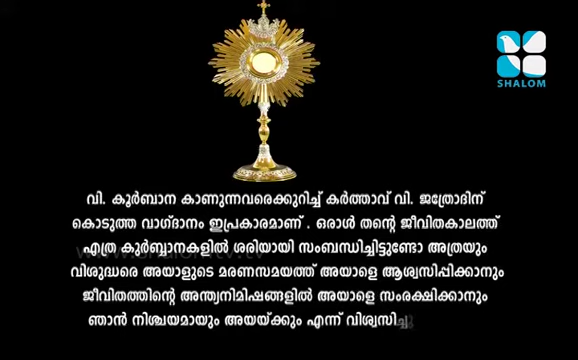 SHALOM
വി. കുർബാന കാണുന്നവരെക്കുറിച്ച് കർത്താവ് വി. ജത്രോദിന്
കൊടുത്ത വാഗ്ദാനം ഇപ്രകാരമാണ് . ഒരാൾ തന്റെ ജീവിതകാലത്ത്
എത്ര കുർബ്ബാനകളിൽ ശരിയായി സംബന്ധിച്ചിട്ടുണ്ടോ അത്രയും
വിശുദ്ധരെ അയാളുടെ മരണസമയത്ത് അയാളെ ആശ്വസിപ്പിക്കാനും
ജീവിതത്തിന്റെ അന്ത്യനിമിഷങ്ങളിൽ അയാളെ സംരക്ഷിക്കാനും
ഞാൻ നിശ്ചയമായും അയയ്ക്കും എന്ന് വിശ്വസിച്ചു